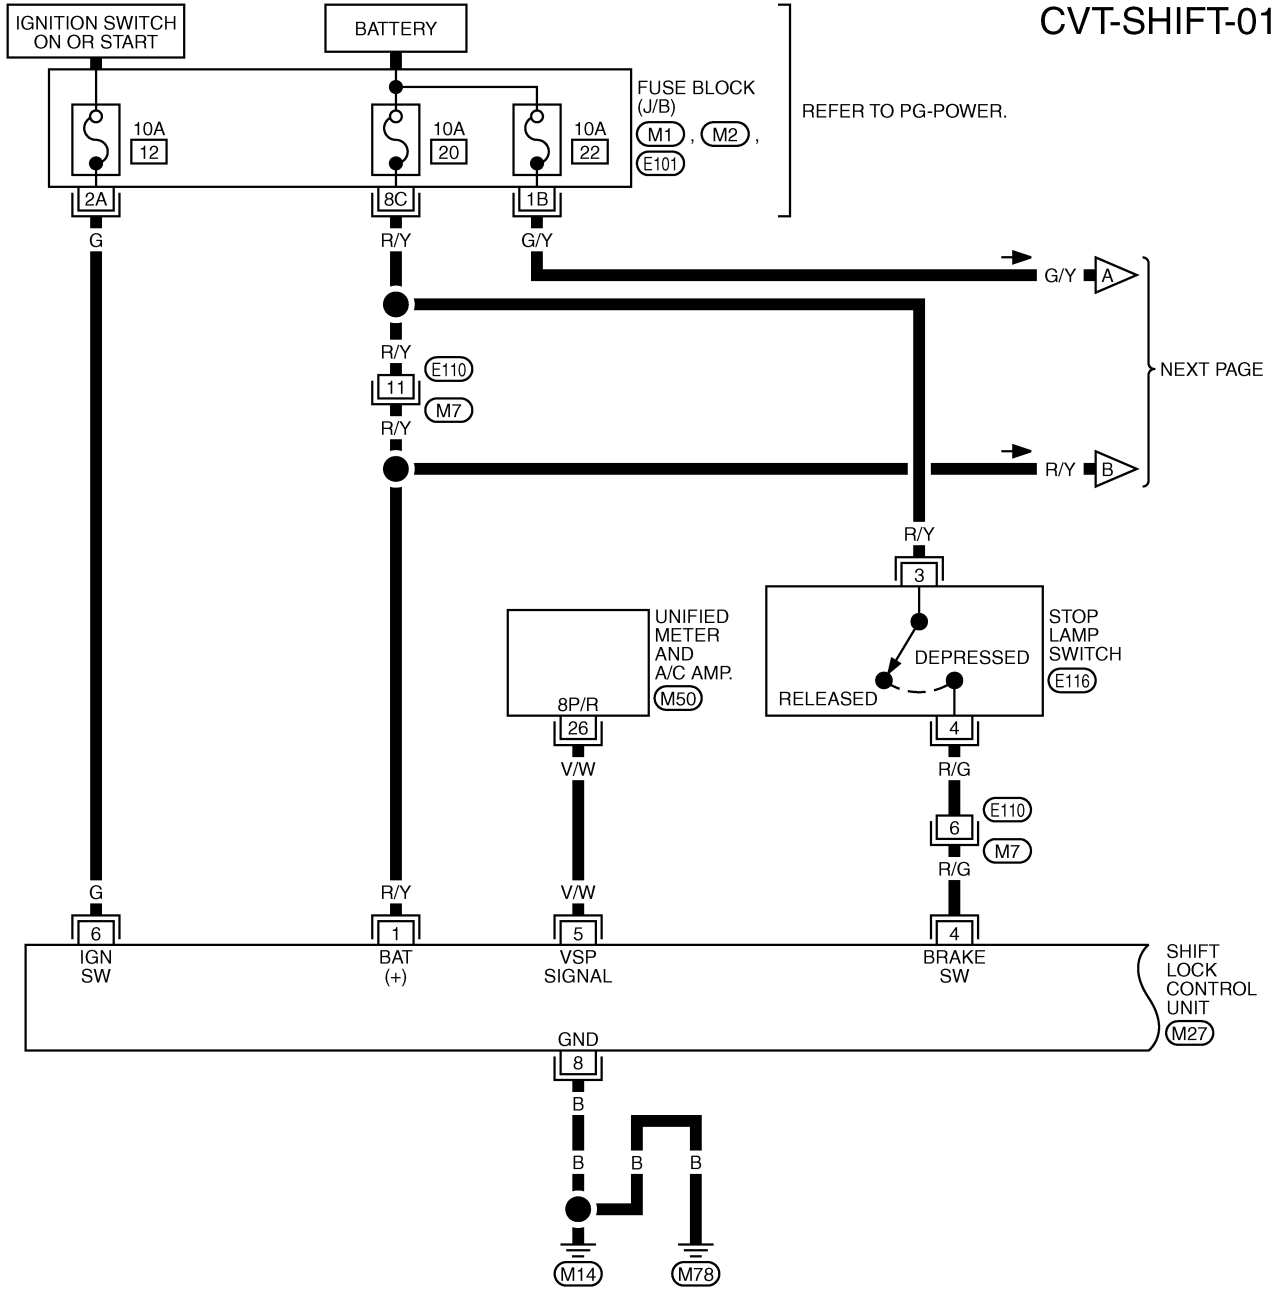 CVT-SHIFT-01
IGNITION SWITCH
ON OR START
BATTERY
FUSE BLOCK
(J/B)
M1 , M2 ,
E101
REFER TO PG-POWER.
10A
12
10A
20
10A
22
2A
8C
1B
G
R/Y
G/Y
G/Y
A
R/Y
E110
11
M7
R/Y
NEXT PAGE
R/Y
B
R/Y
3
UNIFIED
METER
AND
A/C AMP.
M50
8P/R
26
STOP
LAMP
SWITCH
E116
DEPRESSED
RELEASED
4
V/W
R/G
E110
6
M7
R/G
G
R/Y
V/W
6
1
5
4
IGN
SW
BAT
(+)
VSP
SIGNAL
BRAKE
SW
SHIFT
LOCK
CONTROL
UNIT
M27
GND
8
B
B
B
B
M14
M78